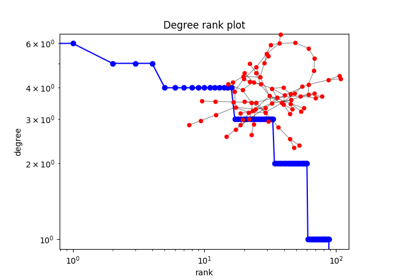 Degree rank plot
6 × 10⁰
4 × 10⁰
3 × 10⁰
2 × 10⁰
10⁰
degree
10⁰ 10¹ 10²
rank